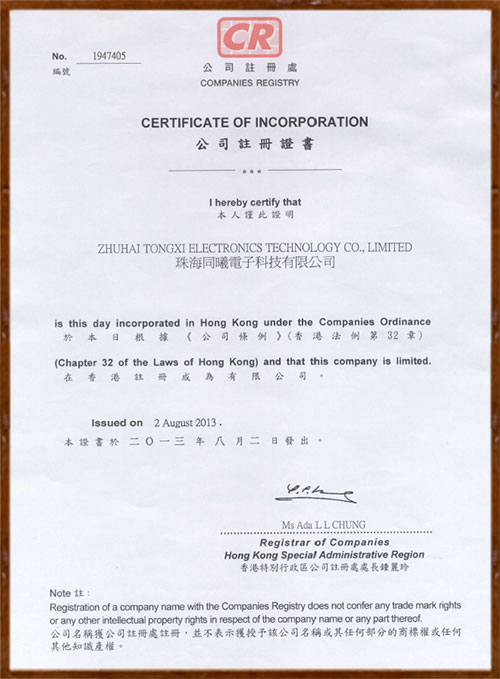 CR
No. 1947405
編號
公司註冊處
COMPANIES REGISTRY
CERTIFICATE OF INCORPORATION
公司註冊證書
***
I hereby certify that
本人謹此證明
ZHUHAI TONGXI ELECTRONICS TECHNOLOGY CO., LIMITED
珠海同曦電子科技有限公司
is this day incorporated in Hong Kong under the Companies Ordinance
於本日根據《公司條例》(香港法例第32章)
(Chapter 32 of the Laws of Hong Kong) and that this company is limited.
在香港註冊成為有限公司。
Issued on 2 August 2013.
本證書於二〇一三年八月二日發出。
Ms Ada L L CHUNG
Registrar of Companies
Hong Kong Special Administrative Region
香港特別行政區公司註冊處處長鍾麗玲
Note 註:
Registration of a company name with the Companies Registry does not confer any trade mark rights
or any other intellectual property rights in respect of the company name or any part thereof.
公司名稱獲公司註冊處註冊,並不表示獲授予該公司名稱或其任何部分的商標權或任何
其他知識產權。